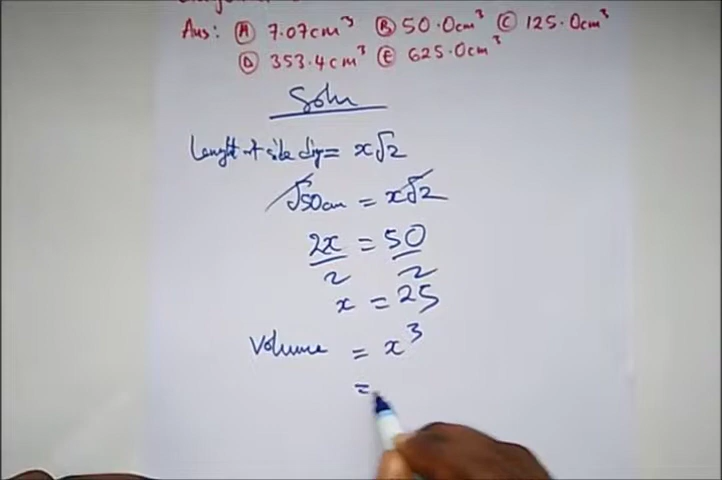 Ans: (A) 7.07cm³ (B) 50.0cm³ (C) 125.0cm³
(D) 353.4cm³ (E) 625.0cm³
Soln
Lenght of side diag = x√2
√50cm = x√2
2x/2 = 50/2
x = 25
Volume = x³
=